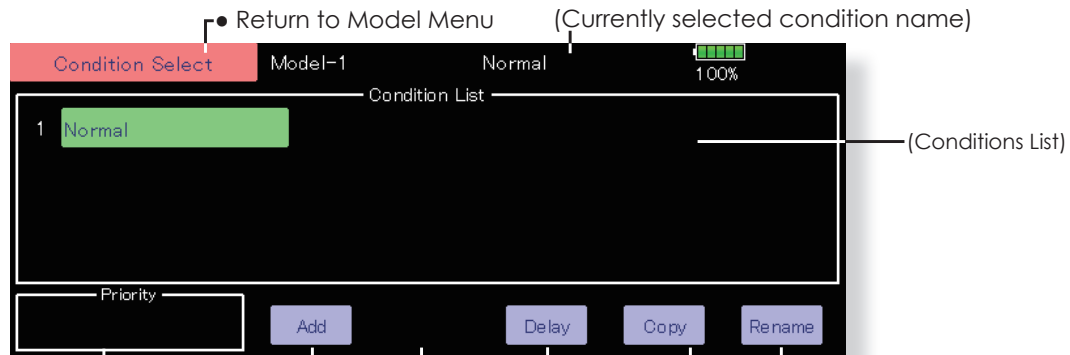 ● Return to Model Menu (Currently selected condition name)
Condition Select Model-1 Normal 100%
Condition List
1 Normal
(Conditions List)
Priority
Add Delay Copy Rename